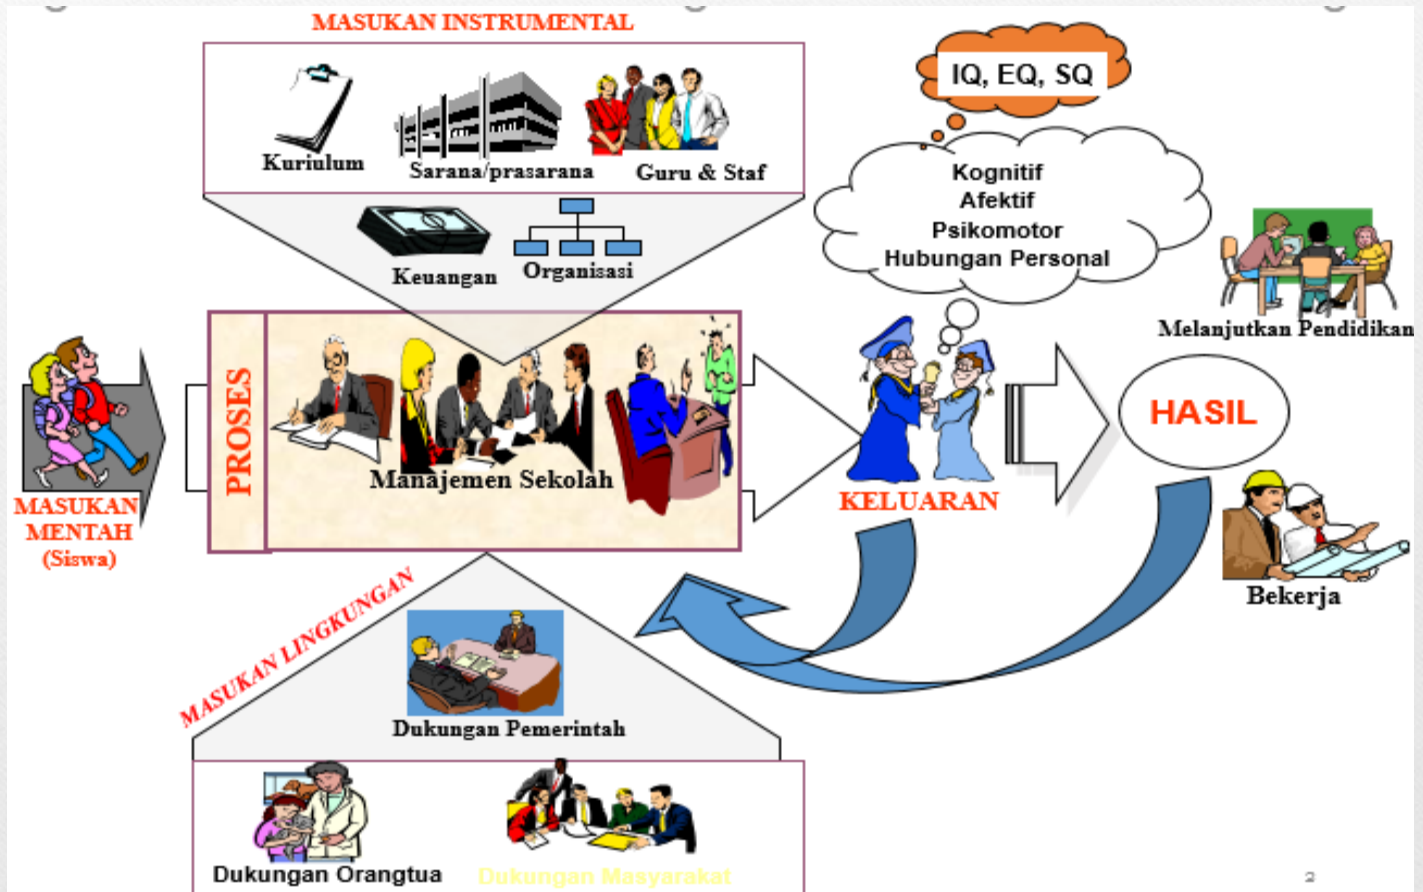 MASUKAN INSTRUMENTAL
Kuriulum
Sarana/prasarana
Guru & Staf
Keuangan
Organisasi
IQ, EQ, SQ
Kognitif
Afektif
Psikomotor
Hubungan Personal
Melanjutkan Pendidikan
MASUKAN
MENTAH
(Siswa)
PROSES
Manajemen Sekolah
KELUARAN
HASIL
Bekerja
MASUKAN LINGKUNGAN
Dukungan Pemerintah
Dukungan Orangtua
Dukungan Masyarakat
2